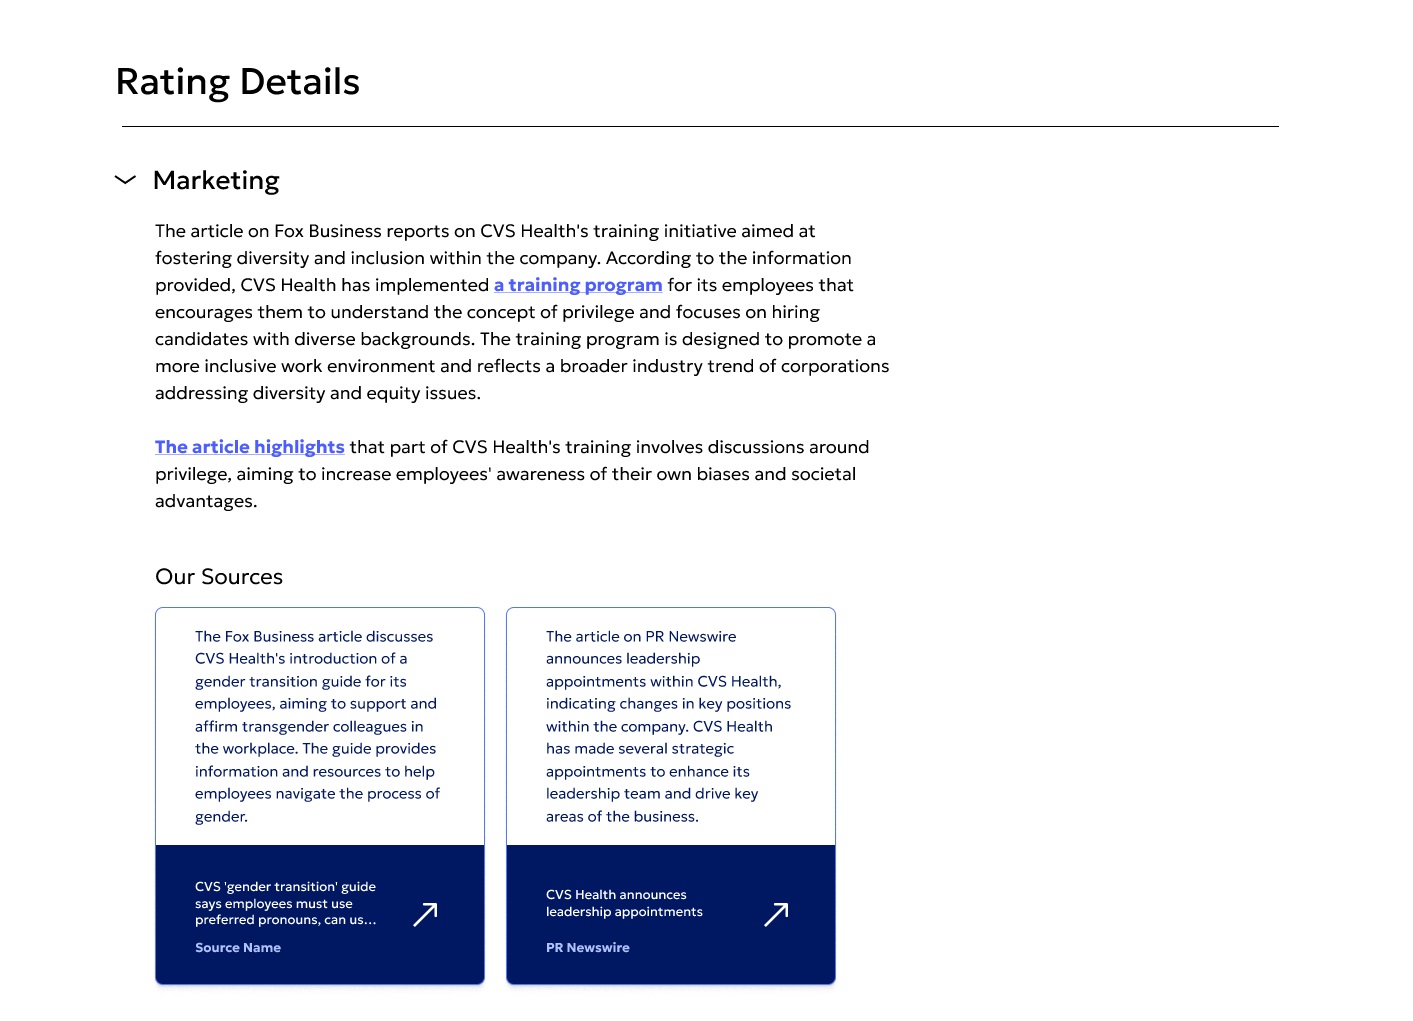 Rating Details
Marketing
The article on Fox Business reports on CVS Health's training initiative aimed at
fostering diversity and inclusion within the company. According to the information
provided, CVS Health has implemented a training program for its employees that
encourages them to understand the concept of privilege and focuses on hiring
candidates with diverse backgrounds. The training program is designed to promote a
more inclusive work environment and reflects a broader industry trend of corporations
addressing diversity and equity issues.
The article highlights that part of CVS Health's training involves discussions around
privilege, aiming to increase employees' awareness of their own biases and societal
advantages.
Our Sources
The Fox Business article discusses
CVS Health's introduction of a
gender transition guide for its
employees, aiming to support and
affirm transgender colleagues in
the workplace. The guide provides
information and resources to help
employees navigate the process of
gender.
CVS 'gender transition' guide
says employees must use
preferred pronouns, can us...
Source Name
The article on PR Newswire
announces leadership
appointments within CVS Health,
indicating changes in key positions
within the company. CVS Health
has made several strategic
appointments to enhance its
leadership team and drive key
areas of the business.
CVS Health announces
leadership appointments
PR Newswire